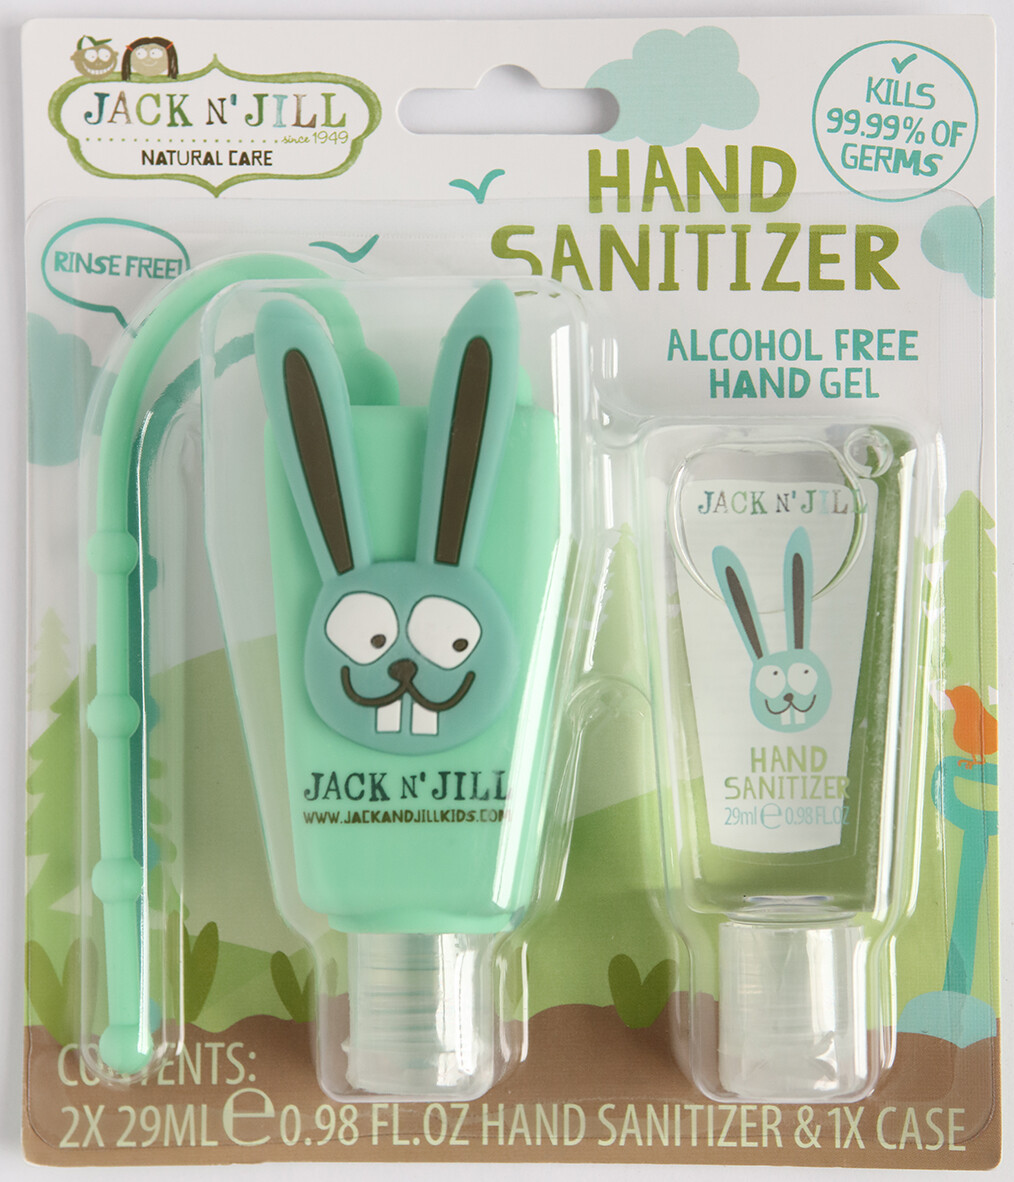 JACK N' JILL
since 1949
NATURAL CARE
KILLS
99.99% OF
GERMS
HAND
SANITIZER
RINSE FREE!
ALCOHOL FREE
HAND GEL
JACK N' JILL
WWW.JACKANDJILLKIDS.COM
JACK N' JILL
HAND
SANITIZER
29ml ℮ 0.98 FL.OZ
CONTENTS:
2X 29ML ℮ 0.98 FL.OZ HAND SANITIZER & 1X CASE